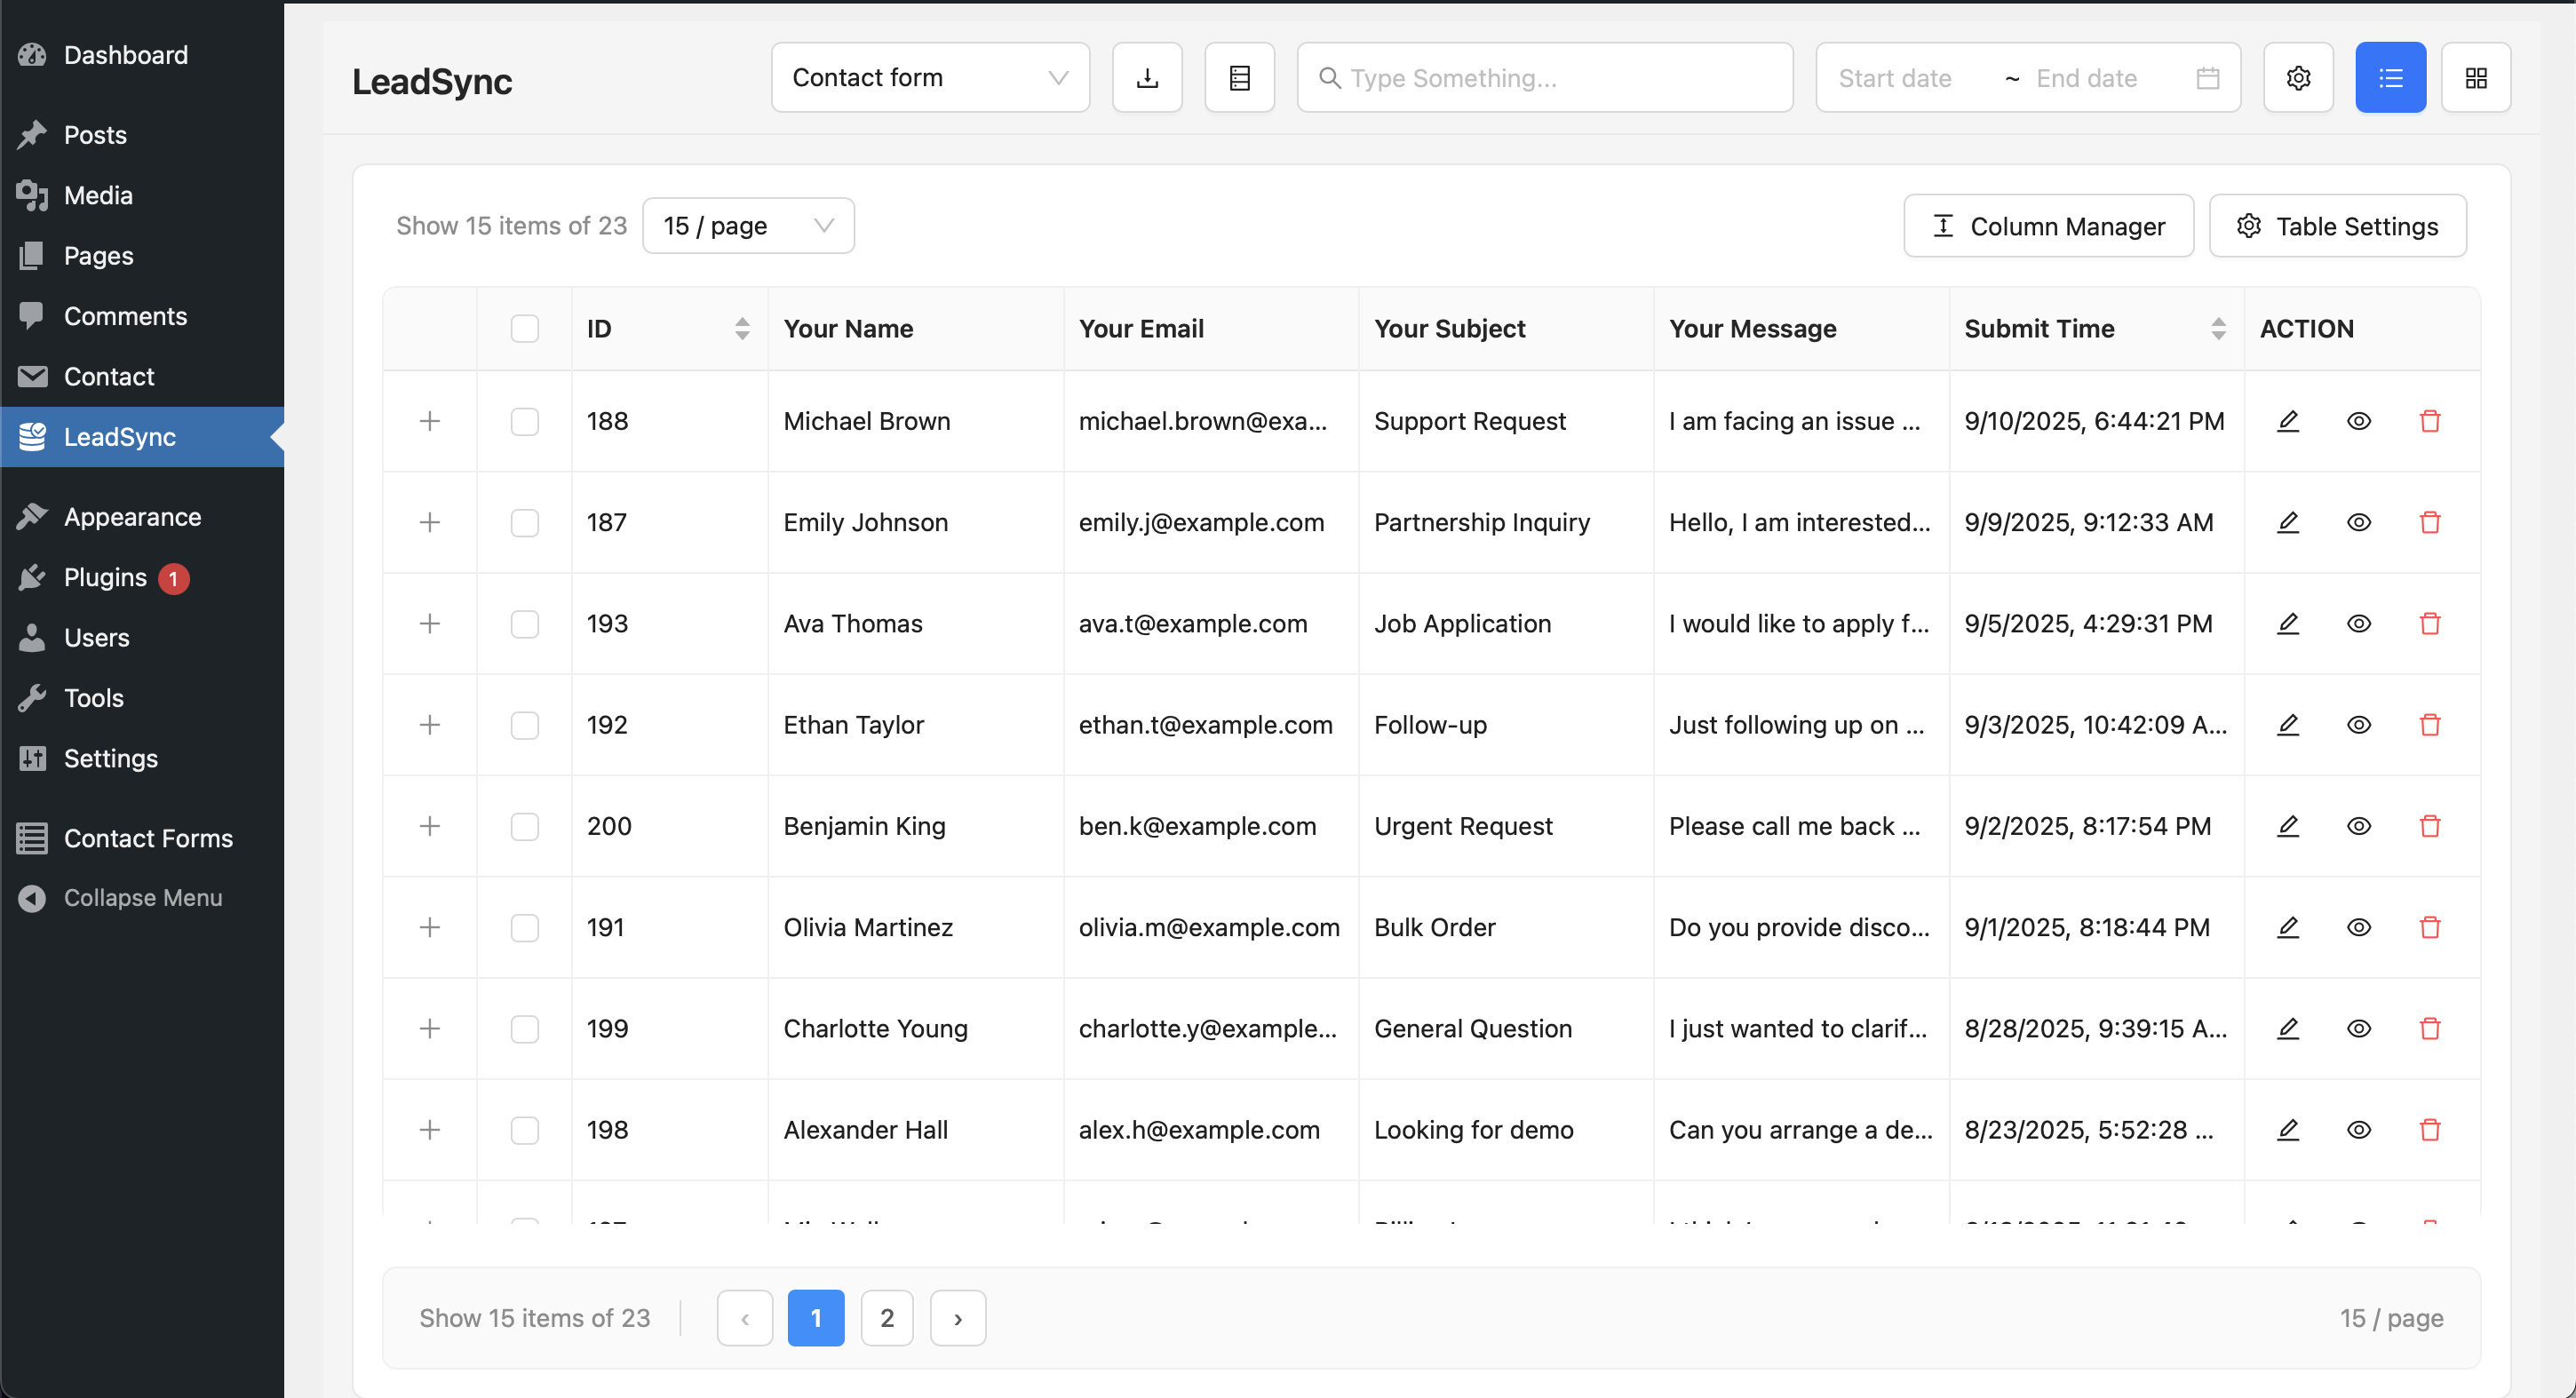 Dashboard
Posts
Media
Pages
Comments
Contact
LeadSync
Appearance
Plugins 1
Users
Tools
Settings
Contact Forms
Collapse Menu
LeadSync
Contact form
Type Something...
Start date ~ End date
Show 15 items of 23 15 / page
Column Manager
Table Settings
ID Your Name Your Email Your Subject Your Message Submit Time ACTION
188 Michael Brown michael.brown@exa... Support Request I am facing an issue ... 9/10/2025, 6:44:21 PM
187 Emily Johnson emily.j@example.com Partnership Inquiry Hello, I am interested... 9/9/2025, 9:12:33 AM
193 Ava Thomas ava.t@example.com Job Application I would like to apply f... 9/5/2025, 4:29:31 PM
192 Ethan Taylor ethan.t@example.com Follow-up Just following up on ... 9/3/2025, 10:42:09 A...
200 Benjamin King ben.k@example.com Urgent Request Please call me back ... 9/2/2025, 8:17:54 PM
191 Olivia Martinez olivia.m@example.com Bulk Order Do you provide disco... 9/1/2025, 8:18:44 PM
199 Charlotte Young charlotte.y@example... General Question I just wanted to clarif... 8/28/2025, 9:39:15 A...
198 Alexander Hall alex.h@example.com Looking for demo Can you arrange a de... 8/23/2025, 5:52:28 ...
Show 15 items of 23 ‹ 1 2 › 15 / page